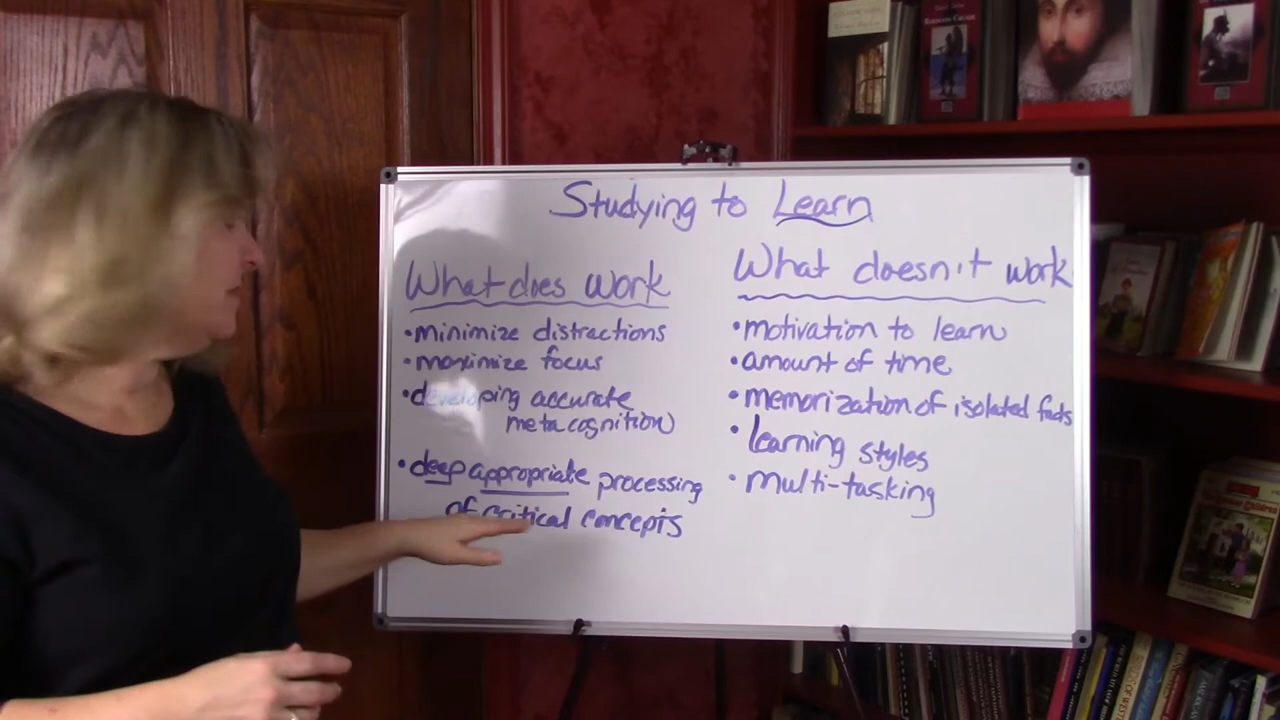 Studying to Learn
What does work
• minimize distractions
• maximize focus
• developing accurate
metacognition
• deep appropriate processing
of critical concepts
What doesn't work
• motivation to learn
• amount of time
• memorization of isolated facts
• learning styles
• multi-tasking